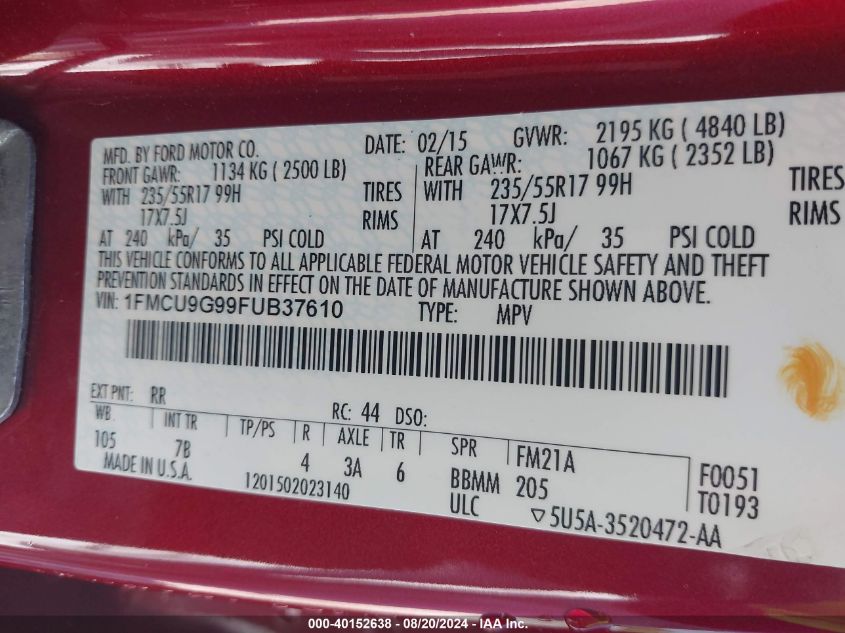 MFD. BY FORD MOTOR CO. DATE: 02/15 GVWR: 2195 KG ( 4840 LB)
FRONT GAWR: 1134 KG ( 2500 LB) REAR GAWR: 1067 KG ( 2352 LB)
WITH 235/55R17 99H TIRES WITH 235/55R17 99H TIRES
17X7.5J RIMS 17X7.5J RIMS
AT 240 kPa/ 35 PSI COLD AT 240 kPa/ 35 PSI COLD
THIS VEHICLE CONFORMS TO ALL APPLICABLE FEDERAL MOTOR VEHICLE SAFETY AND THEFT
PREVENTION STANDARDS IN EFFECT ON THE DATE OF MANUFACTURE SHOWN ABOVE.
VIN: 1FMCU9G99FUB37610 TYPE: MPV
EXT PNT: RR RC: 44 DSO:
WB INT TR TP/PS R AXLE TR SPR FM21A F0051
105 7B 4 3A 6 BBMM 205 T0193
MADE IN U.S.A. 1201502023140 ULC ▽5U5A-3520472-AA
000-40152638 - 08/20/2024 - IAA Inc.